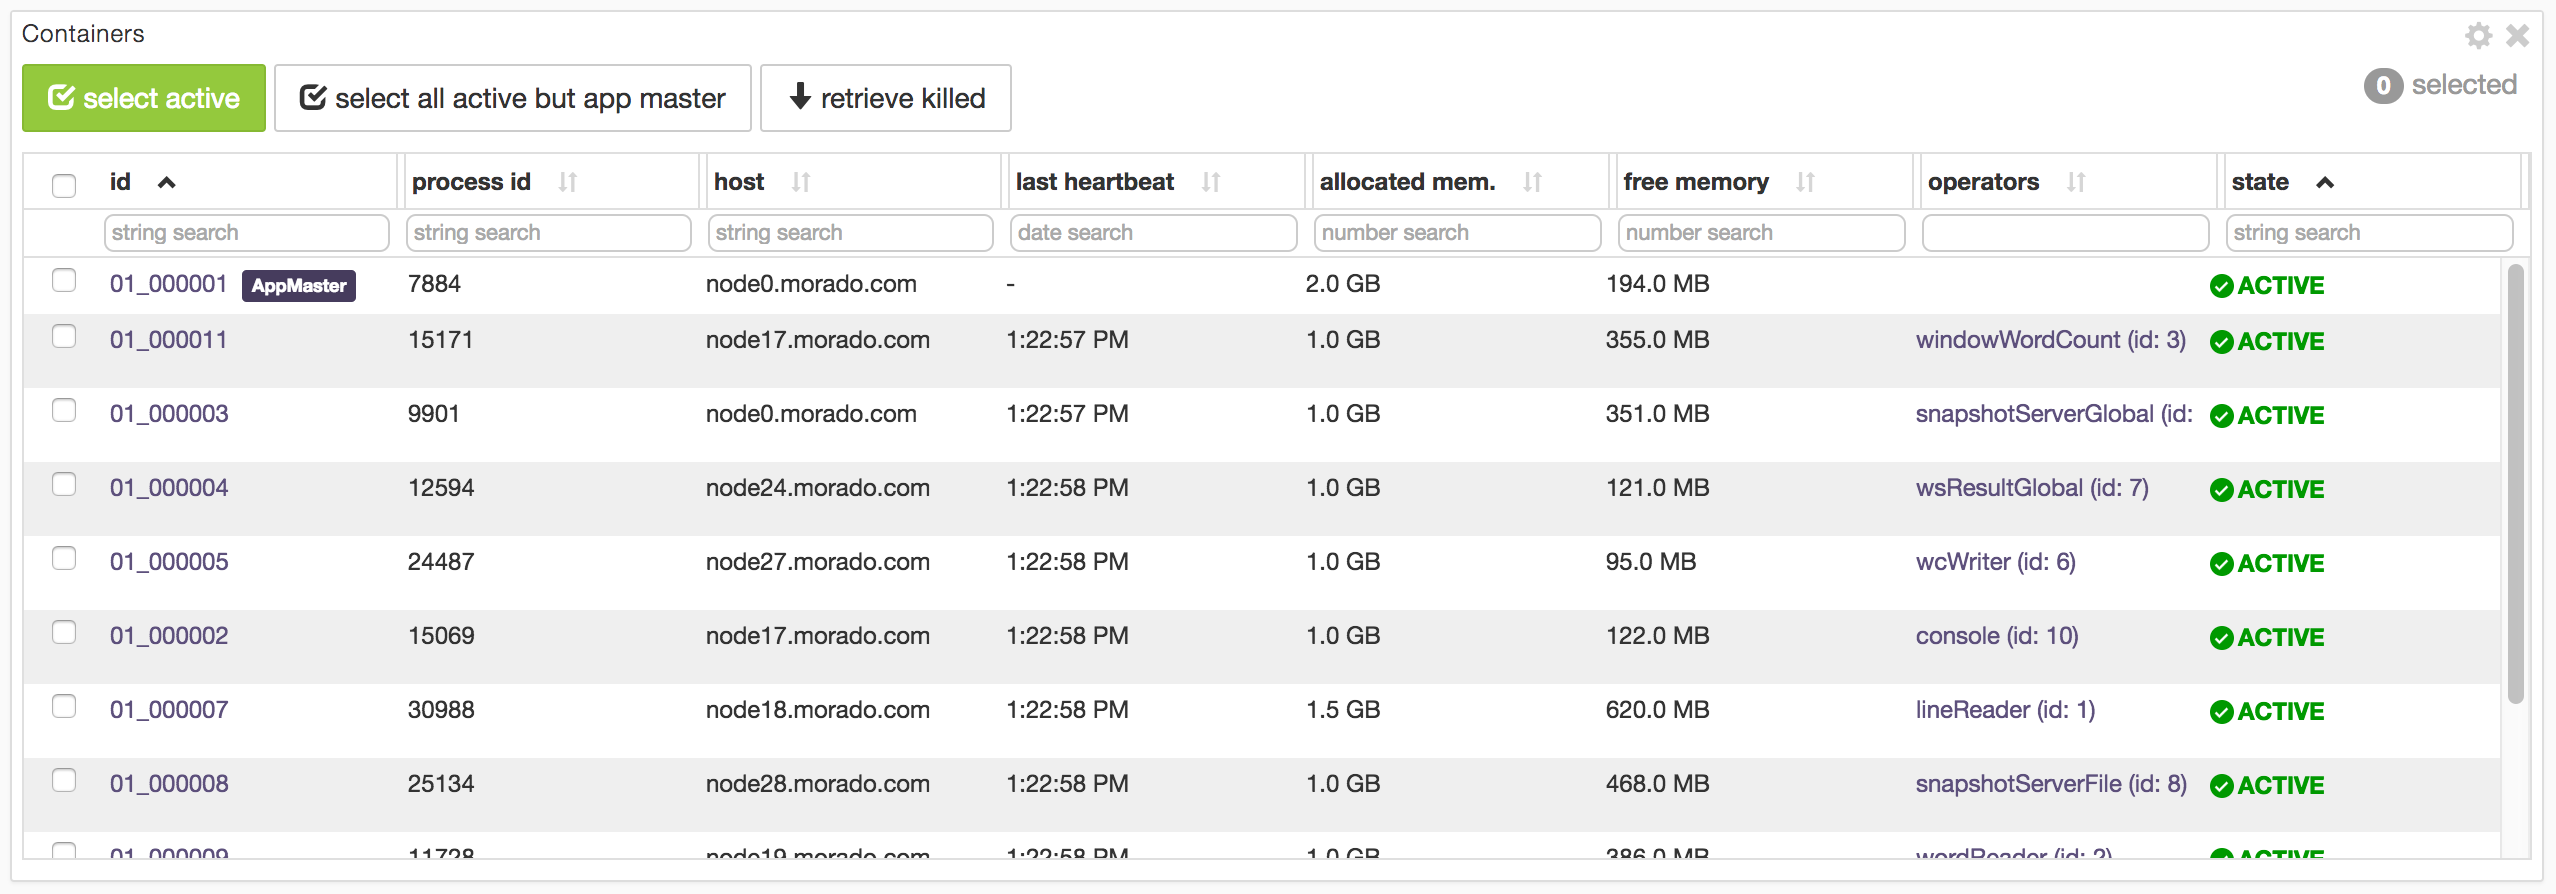 Containers
select active select all active but app master retrieve killed 0 selected
id process id host last heartbeat allocated mem. free memory operators state
string search string search string search date search number search number search string search
01_000001 AppMaster 7884 node0.morado.com - 2.0 GB 194.0 MB ACTIVE
01_000011 15171 node17.morado.com 1:22:57 PM 1.0 GB 355.0 MB windowWordCount (id: 3) ACTIVE
01_000003 9901 node0.morado.com 1:22:57 PM 1.0 GB 351.0 MB snapshotServerGlobal (id: ACTIVE
01_000004 12594 node24.morado.com 1:22:58 PM 1.0 GB 121.0 MB wsResultGlobal (id: 7) ACTIVE
01_000005 24487 node27.morado.com 1:22:58 PM 1.0 GB 95.0 MB wcWriter (id: 6) ACTIVE
01_000002 15069 node17.morado.com 1:22:58 PM 1.0 GB 122.0 MB console (id: 10) ACTIVE
01_000007 30988 node18.morado.com 1:22:58 PM 1.5 GB 620.0 MB lineReader (id: 1) ACTIVE
01_000008 25134 node28.morado.com 1:22:58 PM 1.0 GB 468.0 MB snapshotServerFile (id: 8) ACTIVE
01_000009 11728 node19.morado.com 1:22:58 PM 1.0 GB 386.0 MB wordReader (id: 2) ACTIVE